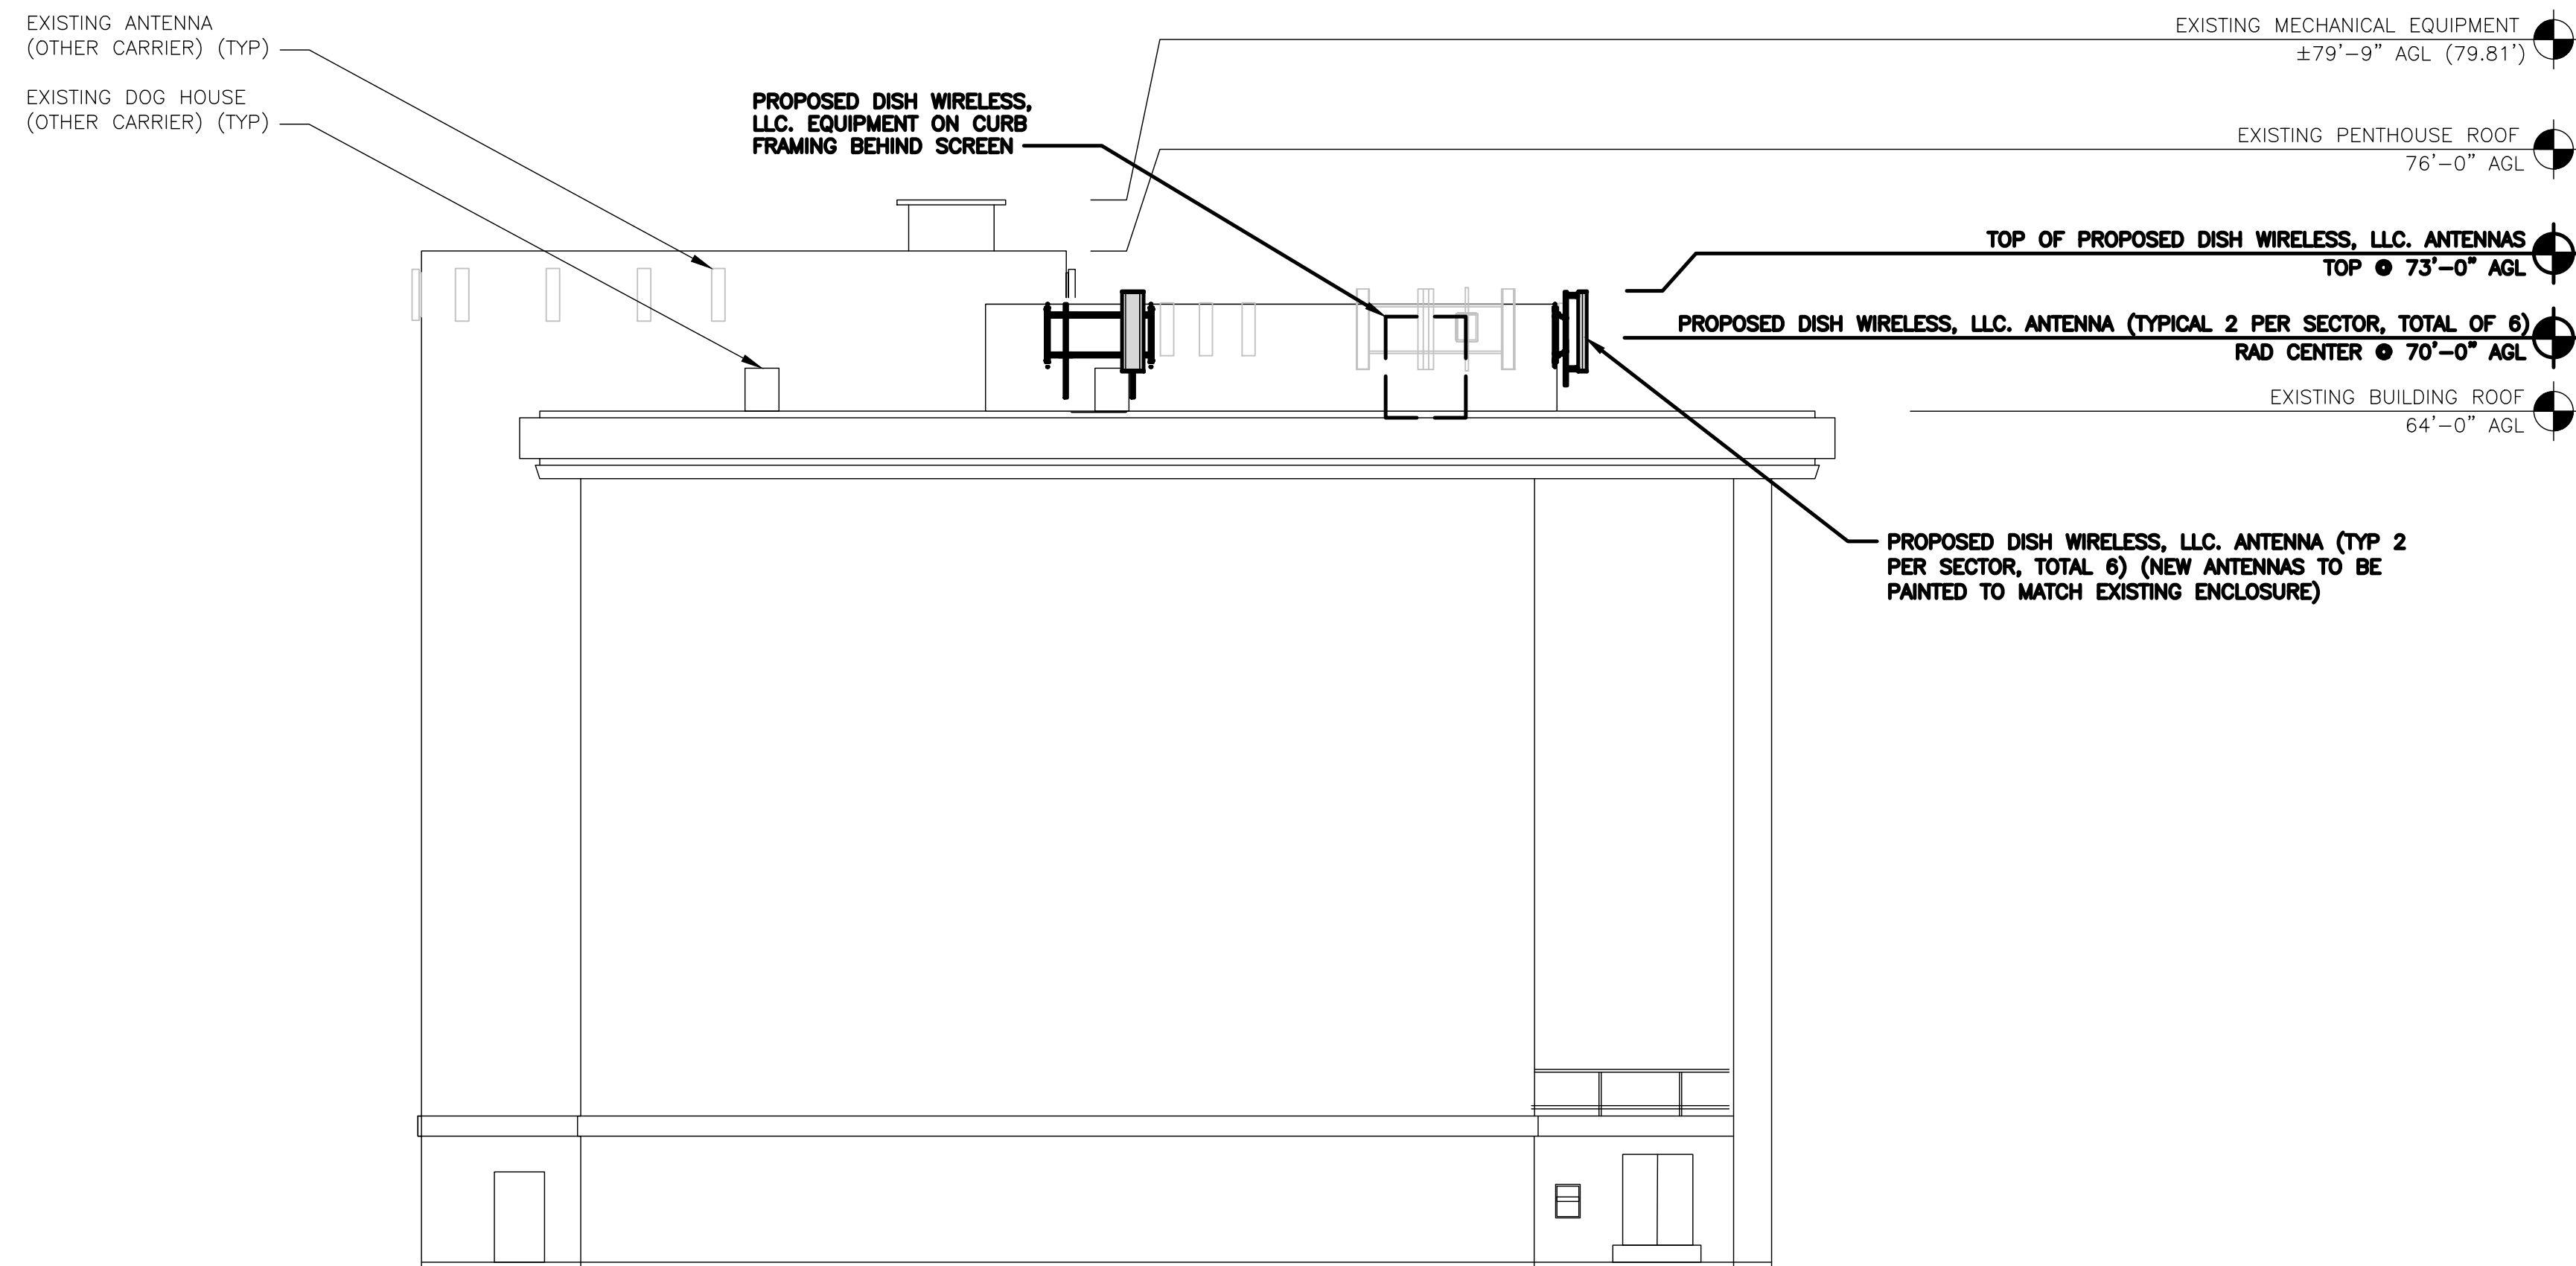 EXISTING ANTENNA
(OTHER CARRIER) (TYP)
EXISTING DOG HOUSE
(OTHER CARRIER) (TYP)
PROPOSED DISH WIRELESS,
LLC. EQUIPMENT ON CURB
FRAMING BEHIND SCREEN
EXISTING MECHANICAL EQUIPMENT
±79'-9" AGL (79.81')
EXISTING PENTHOUSE ROOF
76'-0" AGL
TOP OF PROPOSED DISH WIRELESS, LLC. ANTENNAS
TOP @ 73'-0" AGL
PROPOSED DISH WIRELESS, LLC. ANTENNA (TYPICAL 2 PER SECTOR, TOTAL OF 6)
RAD CENTER @ 70'-0" AGL
EXISTING BUILDING ROOF
64'-0" AGL
PROPOSED DISH WIRELESS, LLC. ANTENNA (TYP 2
PER SECTOR, TOTAL 6) (NEW ANTENNAS TO BE
PAINTED TO MATCH EXISTING ENCLOSURE)